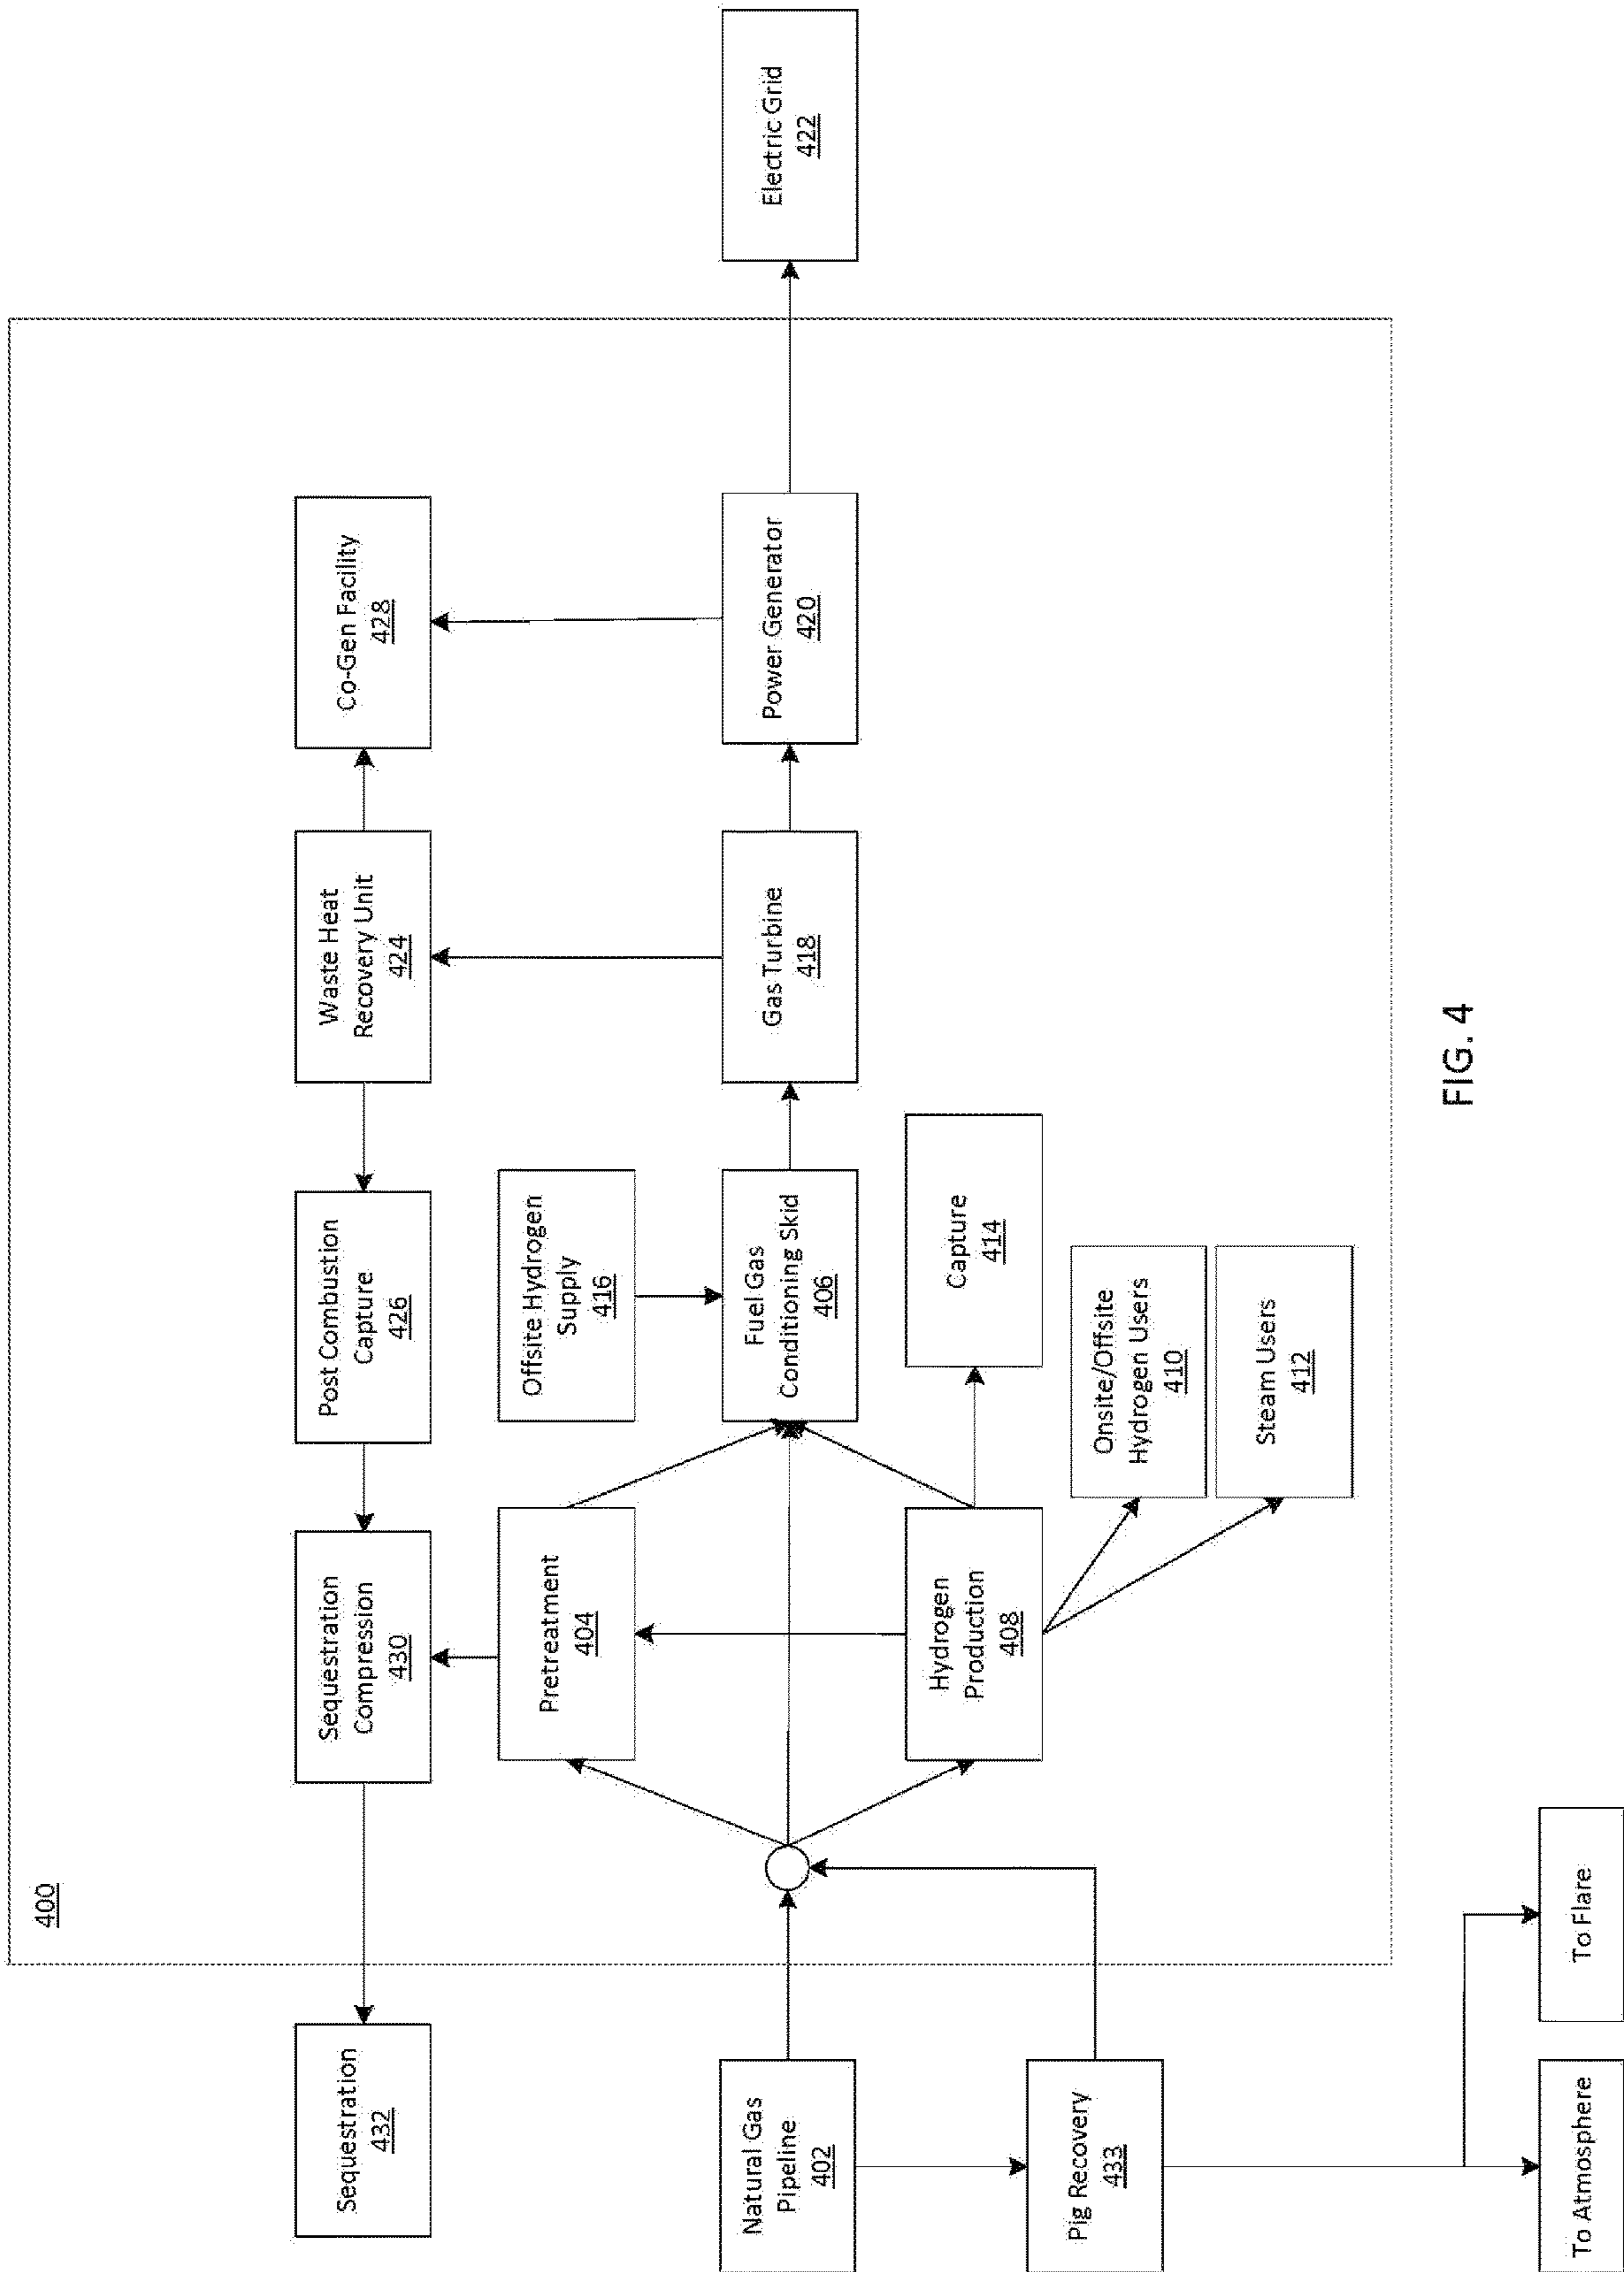 400
Sequestration
432
Sequestration
Compression
430
Post Combustion
Capture
426
Waste Heat
Recovery Unit
424
Co-Gen Facility
428
Pretreatment
404
Offsite Hydrogen
Supply
416
Natural Gas
Pipeline
402
Fuel Gas
Conditioning Skid
406
Gas Turbine
418
Power Generator
420
Electric Grid
422
Hydrogen
Production
408
Capture
414
Pig Recovery
433
Onsite/Offsite
Hydrogen Users
410
Steam Users
412
To Atmosphere
To Flare
FIG. 4